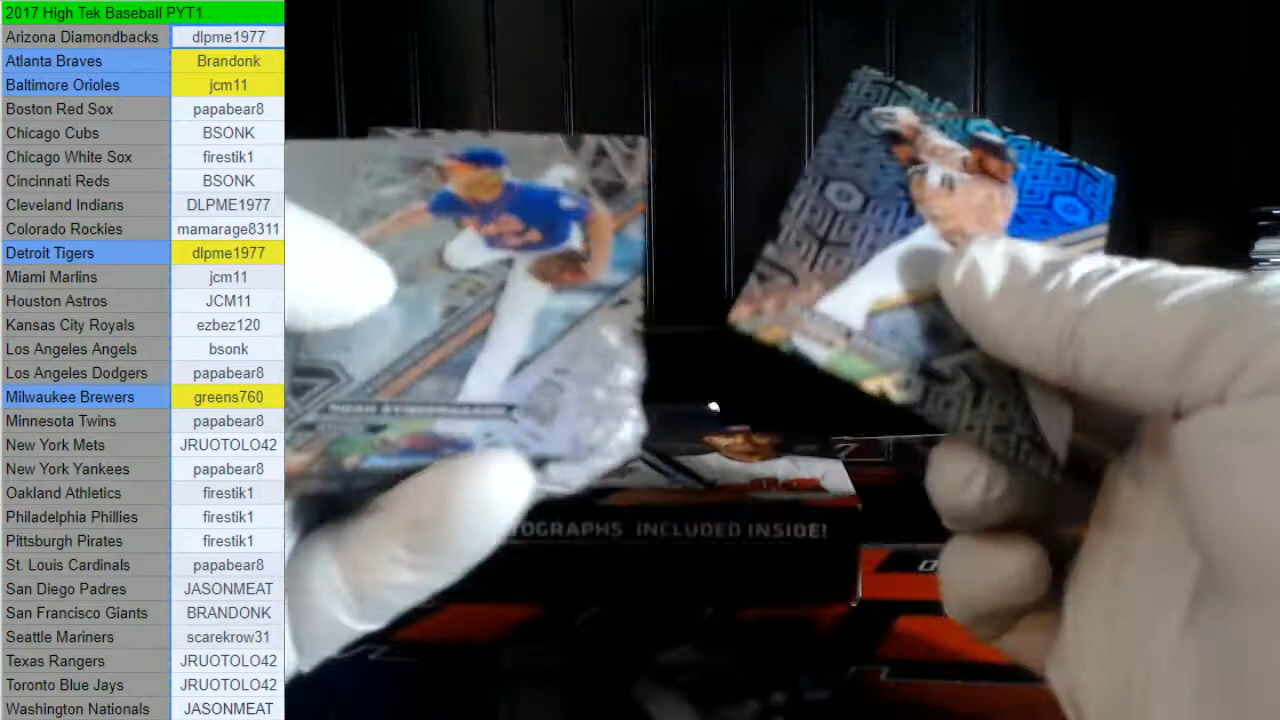 2017 High Tek Baseball PYT1
Arizona Diamondbacks dlpme1977
Atlanta Braves Brandonk
Baltimore Orioles jcm11
Boston Red Sox papabear8
Chicago Cubs BSONK
Chicago White Sox firestik1
Cincinnati Reds BSONK
Cleveland Indians DLPME1977
Colorado Rockies mamarage8311
Detroit Tigers dlpme1977
Miami Marlins jcm11
Houston Astros JCM11
Kansas City Royals ezbez120
Los Angeles Angels bsonk
Los Angeles Dodgers papabear8
Milwaukee Brewers greens760
Minnesota Twins papabear8
New York Mets JRUOTOLO42
New York Yankees papabear8
Oakland Athletics firestik1
Philadelphia Phillies firestik1
Pittsburgh Pirates firestik1
St. Louis Cardinals papabear8
San Diego Padres JASONMEAT
San Francisco Giants BRANDONK
Seattle Mariners scarekrow31
Texas Rangers JRUOTOLO42
Toronto Blue Jays JRUOTOLO42
Washington Nationals JASONMEAT
NOAH SYNDERGAARD
OGRAPHS INCLUDED INSIDE!